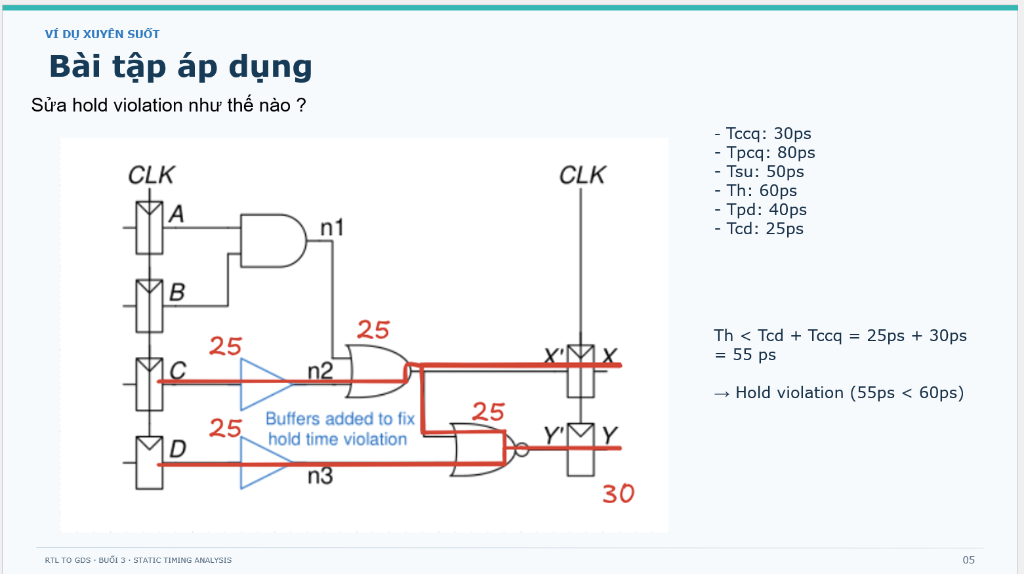 VÍ DỤ XUYÊN SUỐT
Bài tập áp dụng
Sửa hold violation như thế nào ?
CLK
CLK
A
n1
B
25
25
C
n2
X'
X
25
Buffers added to fix
hold time violation
25
D
n3
Y'
Y
30
- Tccq: 30ps
- Tpcq: 80ps
- Tsu: 50ps
- Th: 60ps
- Tpd: 40ps
- Tcd: 25ps
Th < Tcd + Tccq = 25ps + 30ps
= 55 ps
→ Hold violation (55ps < 60ps)
RTL TO GDS · BUỔI 3 · STATIC TIMING ANALYSIS
05